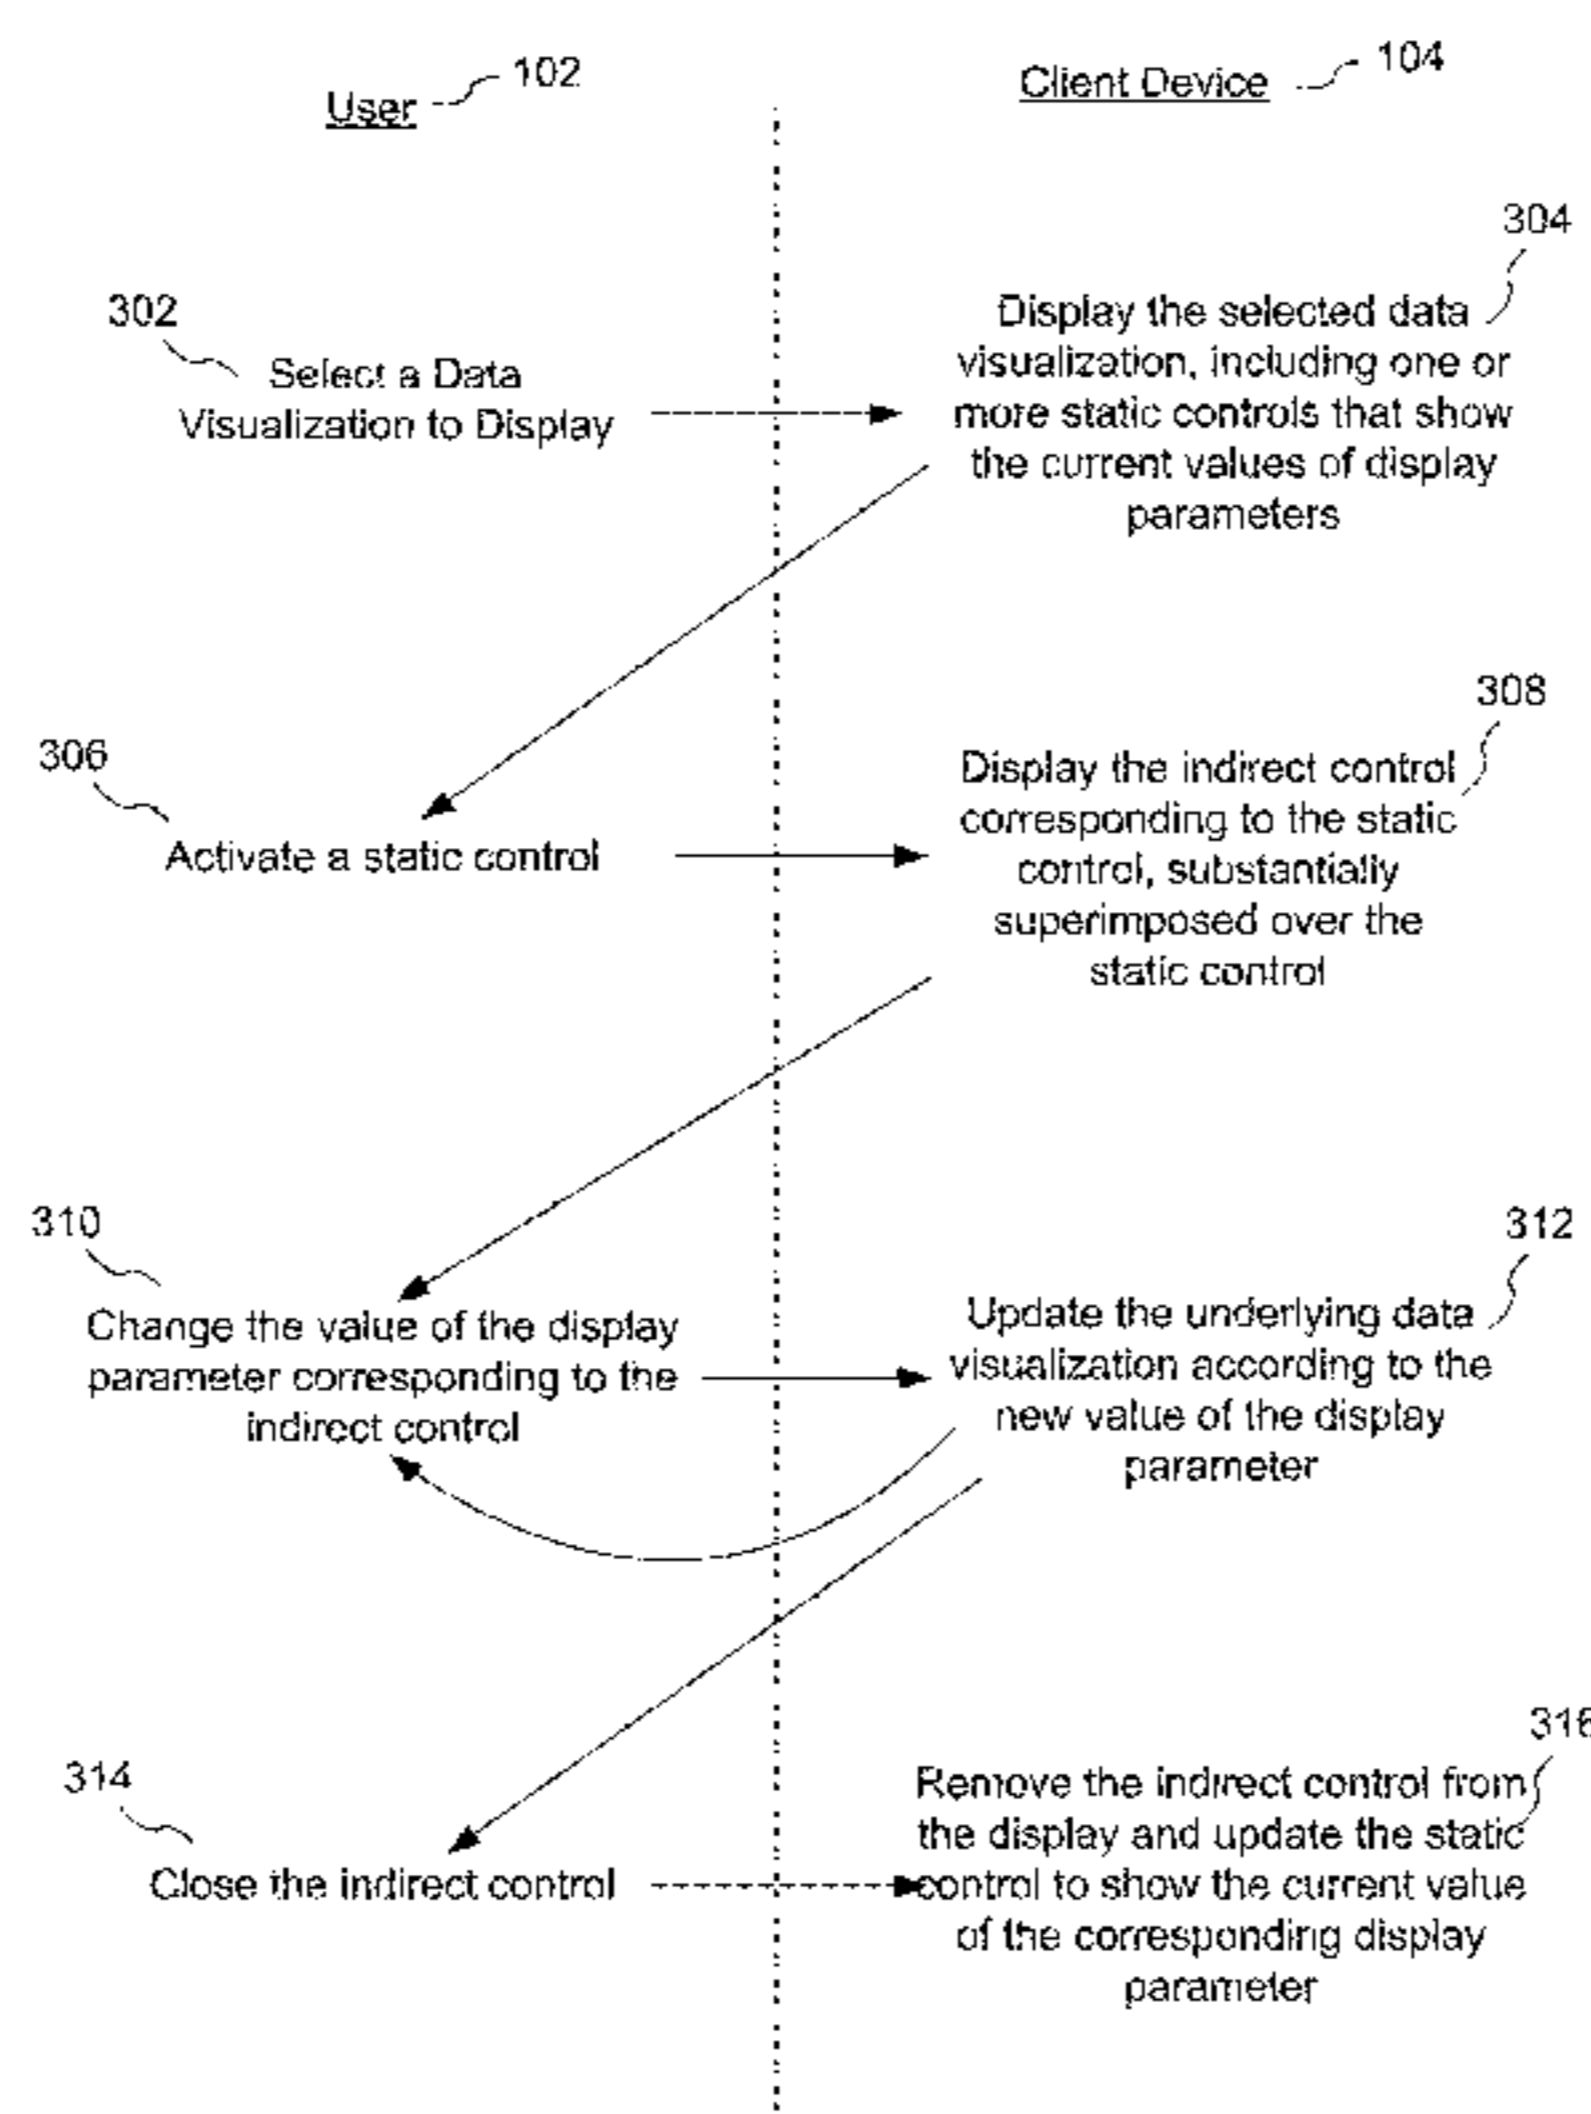 User
102
Client Device
104
302
Select a Data
Visualization to Display
304
Display the selected data
visualization, including one or
more static controls that show
the current values of display
parameters
306
Activate a static control
308
Display the indirect control
corresponding to the static
control, substantially
superimposed over the
static control
310
Change the value of the display
parameter corresponding to the
indirect control
312
Update the underlying data
visualization according to the
new value of the display
parameter
314
Close the indirect control
316
Remove the indirect control from
the display and update the static
control to show the current value
of the corresponding display
parameter